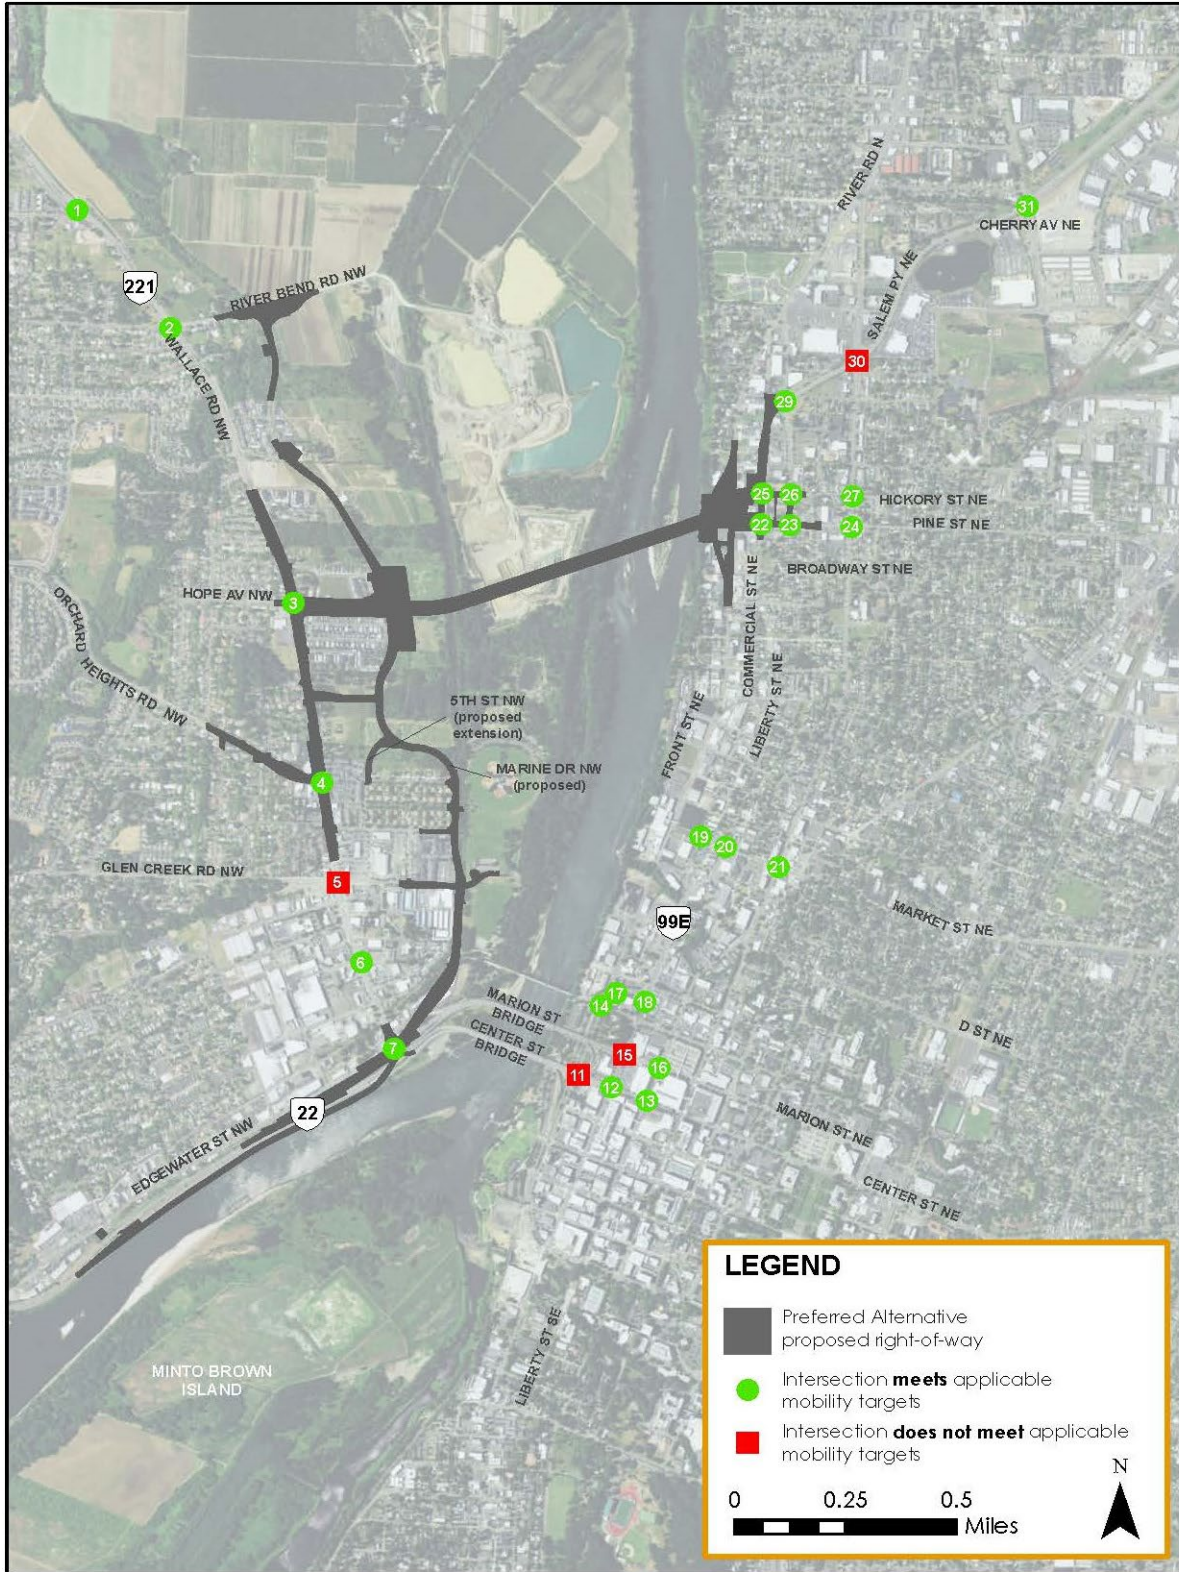 RIVER RD N
1
31
CHERRY AV NE
221
RIVER BEND RD NW
SALEM PY NE
2
WALLACE RD NW
30
29
25
26
27
HICKORY ST NE
22
23
24
PINE ST NE
BROADWAY ST NE
HOPE AV NW
3
ORCHARD HEIGHTS RD NW
COMMERCIAL ST NE
LIBERTY ST NE
FRONT ST NE
5TH ST NW
(proposed
extension)
MARINE DR NW
(proposed)
4
19
20
21
GLEN CREEK RD NW
5
MARKET ST NE
99E
6
MARION ST
BRIDGE
CENTER ST
BRIDGE
14
17
18
D ST NE
7
15
11
16
12
13
22
EDGEWATER ST NW
MARION ST NE
CENTER ST NE
MINTO BROWN
ISLAND
LIBERTY ST SE
LEGEND
Preferred Alternative
proposed right-of-way
Intersection meets applicable
mobility targets
Intersection does not meet applicable
mobility targets
N
0 0.25 0.5
Miles